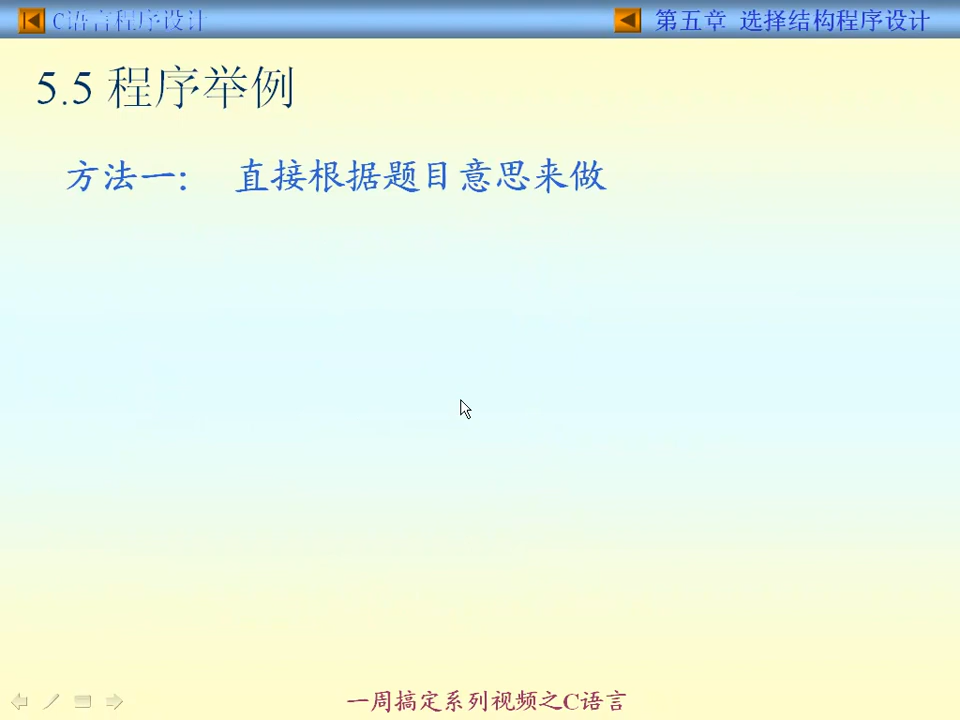 C语言程序设计
第五章 选择结构程序设计
5.5 程序举例
方法一: 直接根据题目意思来做
一周搞定系列视频之C语言